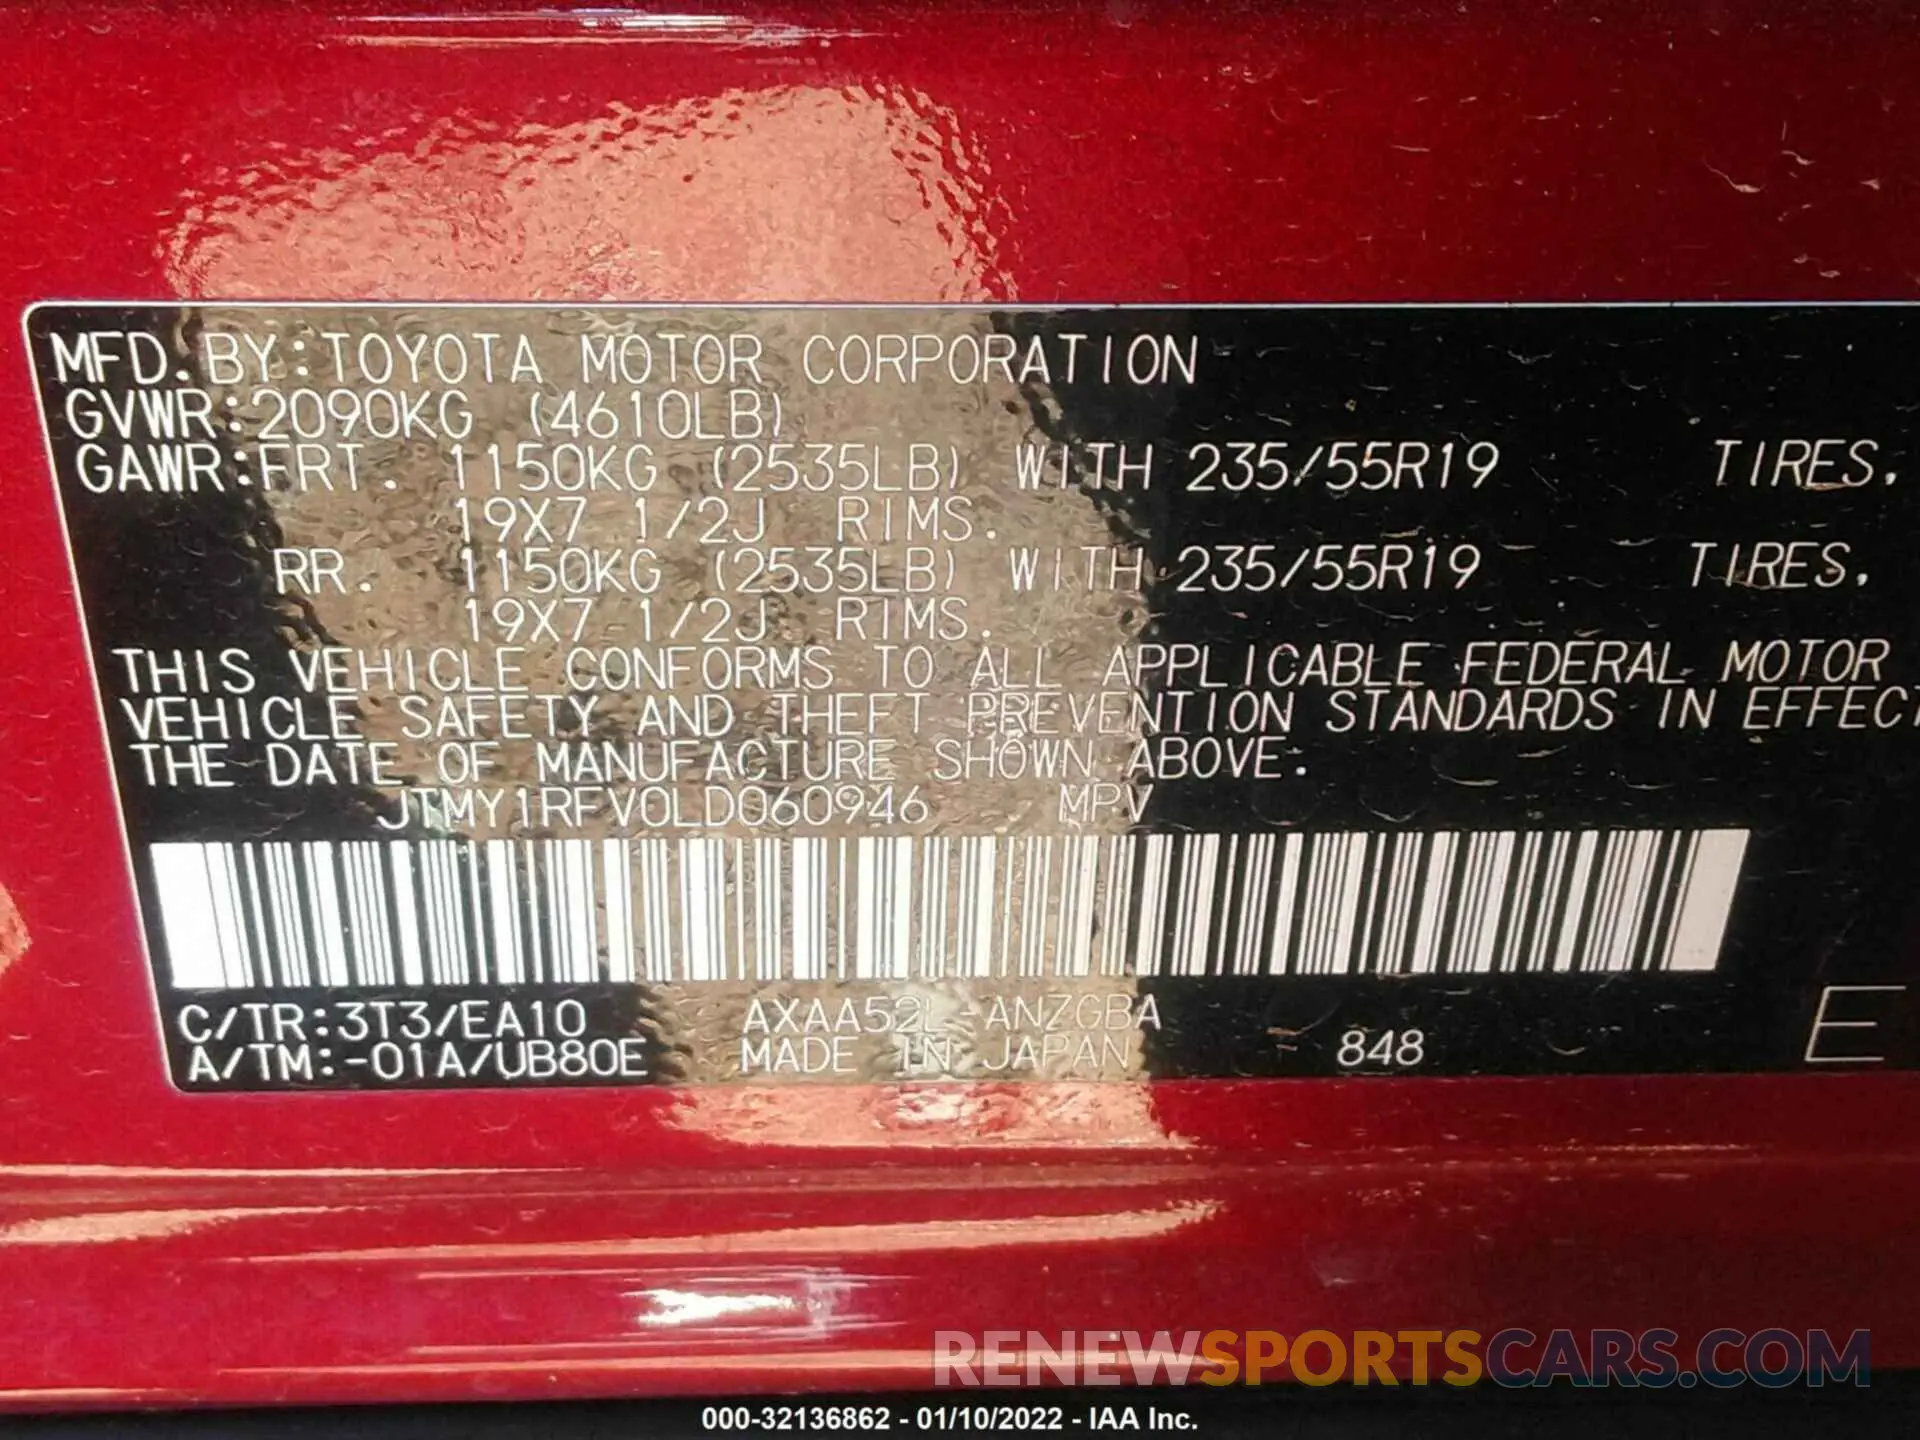 MFD. BY: TOYOTA MOTOR CORPORATION
GVWR: 2090KG (4610LB)
GAWR: FRT. 1150KG (2535LB) WITH 235/55R19 TIRES,
19X7 1/2J RIMS.
RR. 1150KG (2535LB) WITH 235/55R19 TIRES,
19X7 1/2J RIMS.
THIS VEHICLE CONFORMS TO ALL APPLICABLE FEDERAL MOTOR
VEHICLE SAFETY AND THEFT PREVENTION STANDARDS IN EFFECT
THE DATE OF MANUFACTURE SHOWN ABOVE.
JTMY1RFV0LD060946 MPV
C/TR: 3T3/EA10 AXAA52L-ANZGBA
A/TM: -01A/UB80E MADE IN JAPAN 848 E
RENEWSPORTSCARS.COM
000-32136862 - 01/10/2022 - IAA Inc.